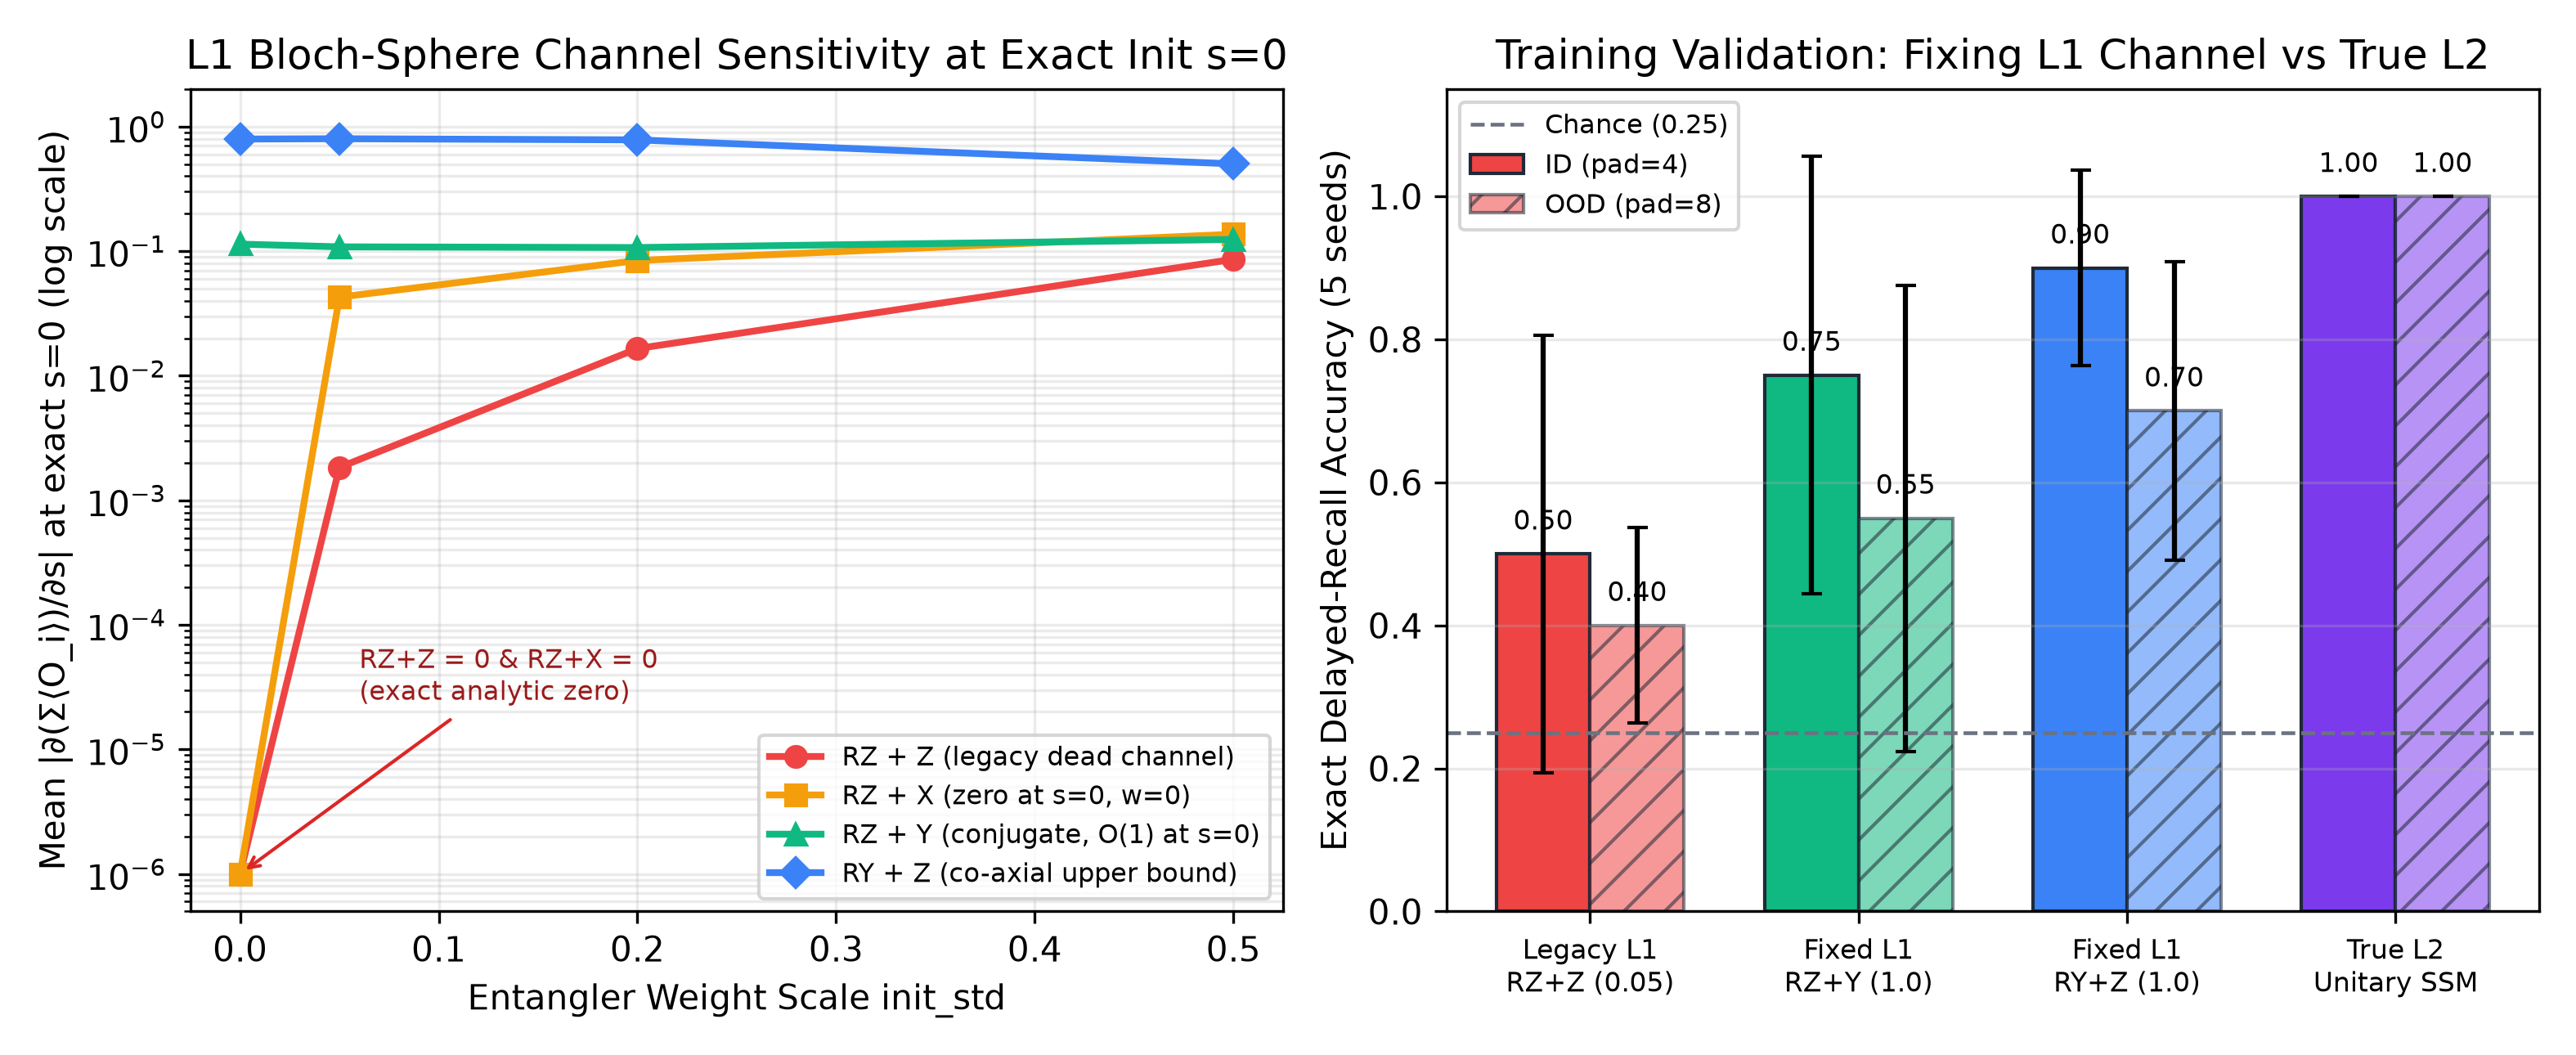 L1 Bloch-Sphere Channel Sensitivity at Exact Init s=0
Mean |∂(Σ⟨O_i⟩)/∂s| at exact s=0 (log scale)
10⁰
10⁻¹
10⁻²
10⁻³
10⁻⁴
10⁻⁵
10⁻⁶
RZ+Z = 0 & RZ+X = 0
(exact analytic zero)
RZ + Z (legacy dead channel)
RZ + X (zero at s=0, w=0)
RZ + Y (conjugate, O(1) at s=0)
RY + Z (co-axial upper bound)
0.0 0.1 0.2 0.3 0.4 0.5
Entangler Weight Scale init_std
Training Validation: Fixing L1 Channel vs True L2
Exact Delayed-Recall Accuracy (5 seeds)
Chance (0.25)
ID (pad=4)
OOD (pad=8)
1.0
0.8
0.6
0.4
0.2
0.0
0.50
0.40
0.75
0.55
0.90
0.70
1.00
1.00
Legacy L1
RZ+Z (0.05)
Fixed L1
RZ+Y (1.0)
Fixed L1
RY+Z (1.0)
True L2
Unitary SSM